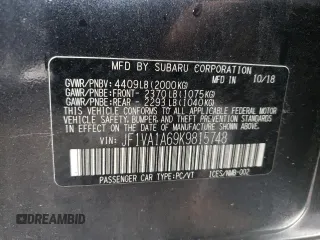 MFD BY SUBARU CORPORATION 10/18
GVWR/PNBV: 4409LB(2000KG)
GAWR/PNBE:FRONT- 2370LB(1075KG)
GAWR/PNBE:REAR - 2293LB(1040KG)
THIS VEHICLE CONFORMS TO ALL APPLICABLE
FEDERAL MOTOR VEHICLE SAFETY, BUMPER, AND
THEFT PREVENTION STANDARDS IN EFFECT ON
THE DATE OF MANUFACTURE SHOWN ABOVE.
VIN: JF1VA1A69K9815748
PASSENGER CAR TYPE:PC/VT ICES/NMB-002
DREAMBID